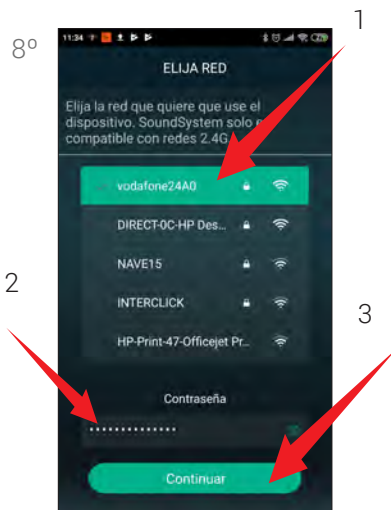 1
8º
11:34
ELIJA RED
Elija la red que quiere que use el
dispositivo. SoundSystem solo e
compatible con redes 2.4G
vodafone24A0
DIRECT-0C-HP Des...
NAVE15
INTERCLICK
HP-Print-47-Officejet Pr...
2
3
Contraseña
••••••••••••••
Continuar